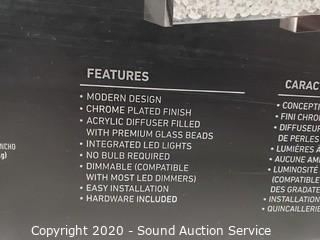 FEATURES
• MODERN DESIGN
• CHROME PLATED FINISH
• ACRYLIC DIFFUSER FILLED
WITH PREMIUM GLASS BEADS
• INTEGRATED LED LIGHTS
• NO BULB REQUIRED
• DIMMABLE (COMPATIBLE
WITH MOST LED DIMMERS)
• EASY INSTALLATION
• HARDWARE INCLUDED
CARAC
• CONCEPTI
• FINI CHRO
• DIFFUSEUR
DE PERLES
• LUMIÈRES À
• AUCUNE AM
• LUMINOSITÉ
(COMPATIBLE
DES GRADATE
• INSTALLATION
• QUINCAILLERIE
Copyright 2020 - Sound Auction Service